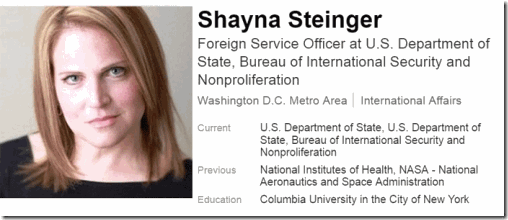 Shayna Steinger
Foreign Service Officer at U.S. Department of
State, Bureau of International Security and
Nonproliferation
Washington D.C. Metro Area | International Affairs
Current U.S. Department of State, U.S. Department of
State, Bureau of International Security and
Nonproliferation
Previous National Institutes of Health, NASA - National
Aeronautics and Space Administration
Education Columbia University in the City of New York